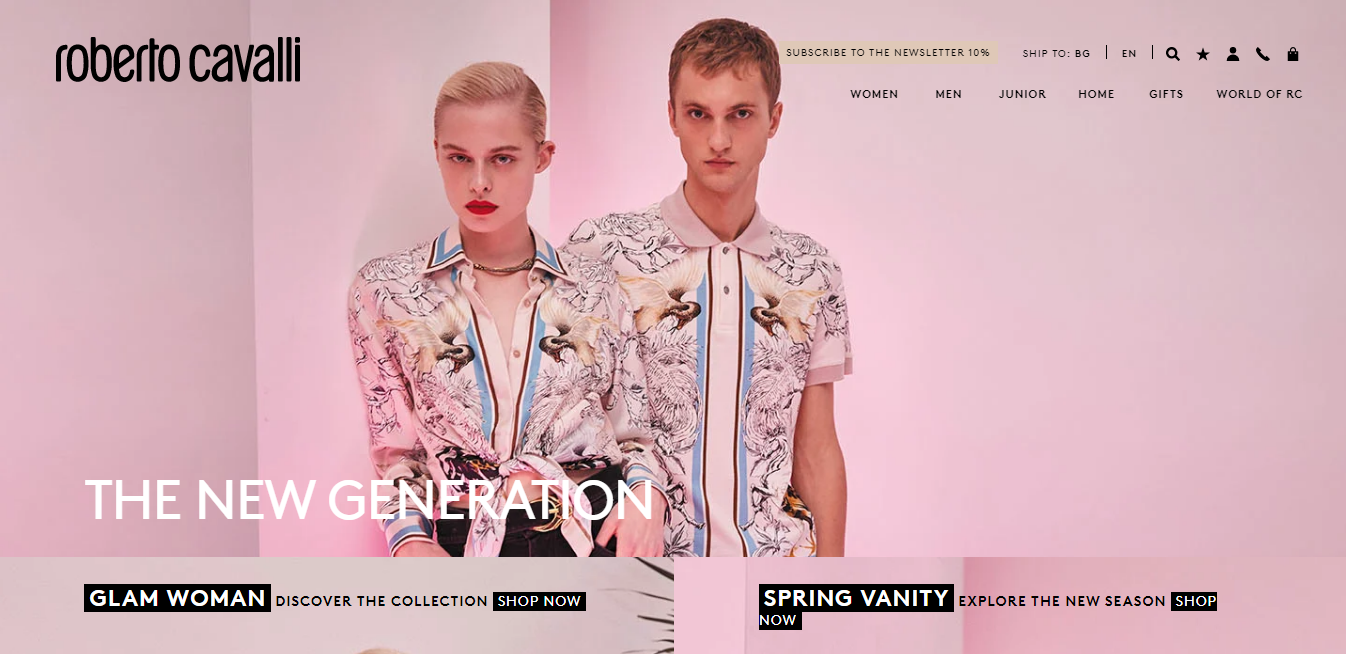 roberto cavalli
SUBSCRIBE TO THE NEWSLETTER 10%
SHIP TO: BG
EN
WOMEN
MEN
JUNIOR
HOME
GIFTS
WORLD OF RC
THE NEW GENERATION
GLAM WOMAN DISCOVER THE COLLECTION SHOP NOW
SPRING VANITY EXPLORE THE NEW SEASON SHOP
NOW